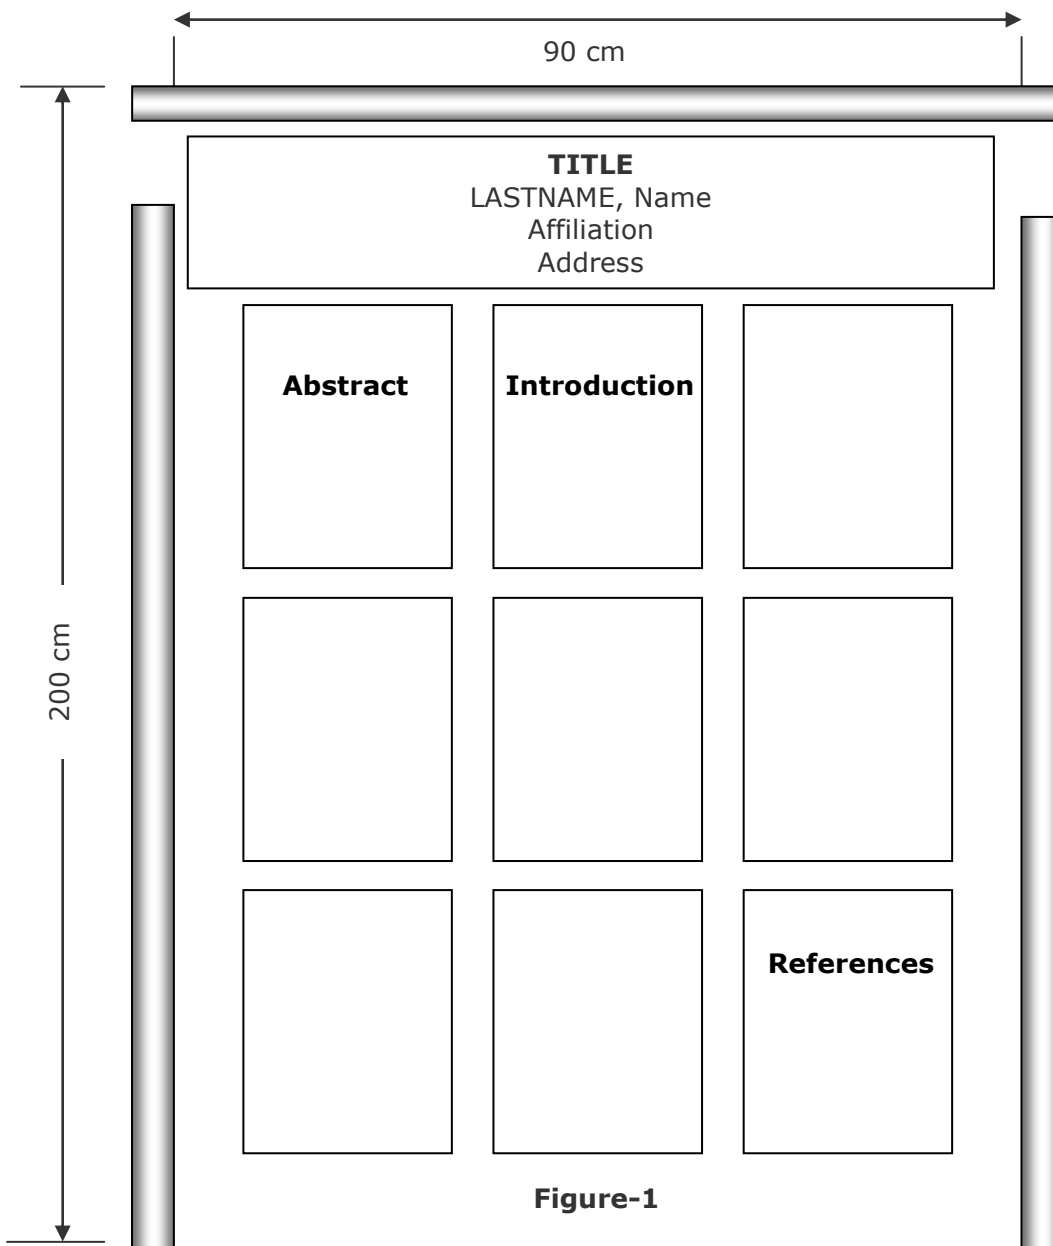 90 cm
TITLE
LASTNAME, Name
Affiliation
Address
Abstract
Introduction
200 cm
References
Figure-1